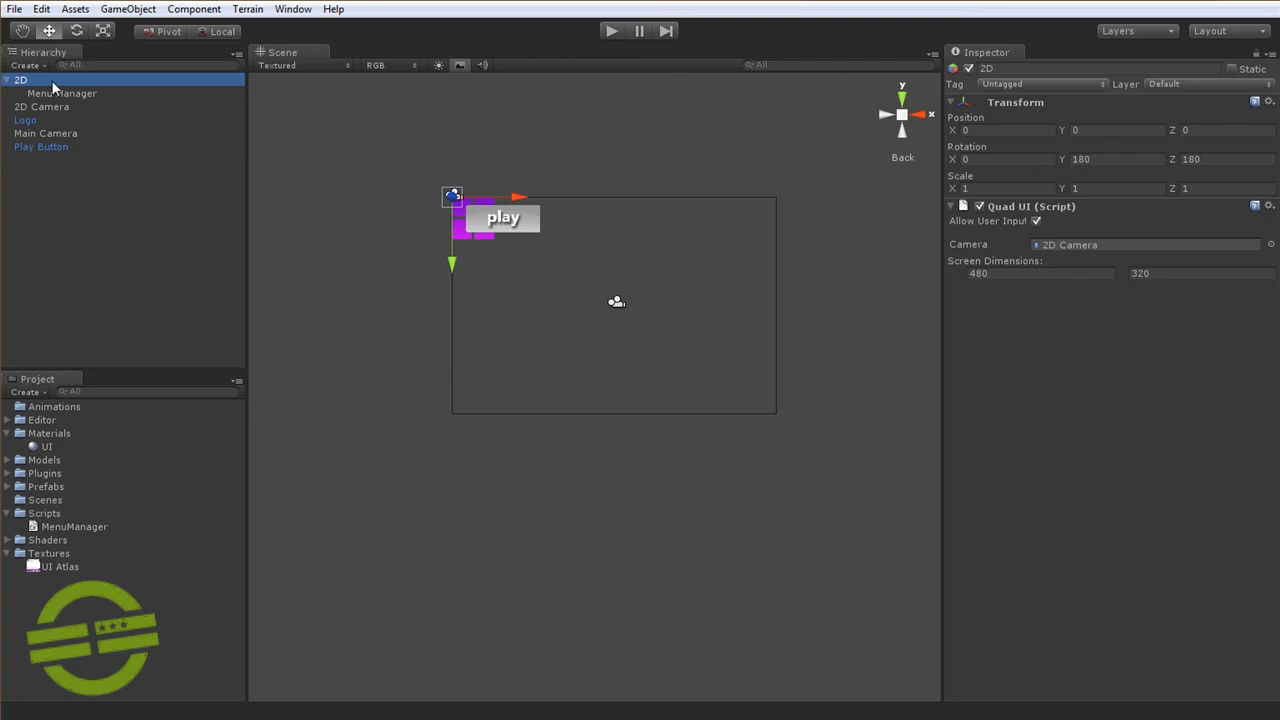 File Edit Assets GameObject Component Terrain Window Help
Pivot Local Layers Layout
Hierarchy
Create All
2D
MenuManager
2D Camera
Logo
Main Camera
Play Button
Project
Create All
Animations
Editor
Materials
UI
Models
Plugins
Prefabs
Scenes
Scripts
MenuManager
Shaders
Textures
UI Atlas
Scene
Textured RGB All
y
x
Back
play
Inspector
2D Static
Tag Untagged Layer Default
Transform
Position
X 0 Y 0 Z 0
Rotation
X 0 Y 180 Z 180
Scale
X 1 Y 1 Z 1
Quad UI (Script)
Allow User Input
Camera 2D Camera
Screen Dimensions:
480 320